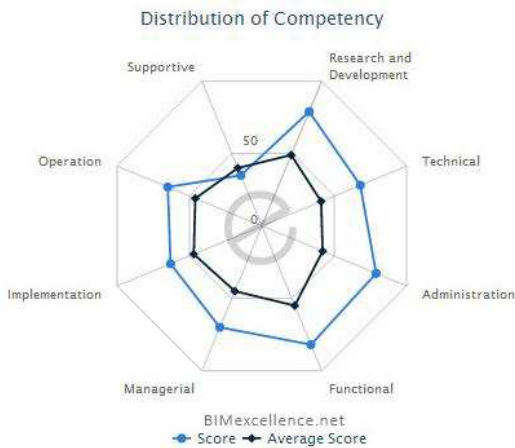 Distribution of Competency
Supportive
Research and
Development
50
Operation
Technical
0
Implementation
Administration
Managerial
Functional
BIMexcellence.net
Score Average Score